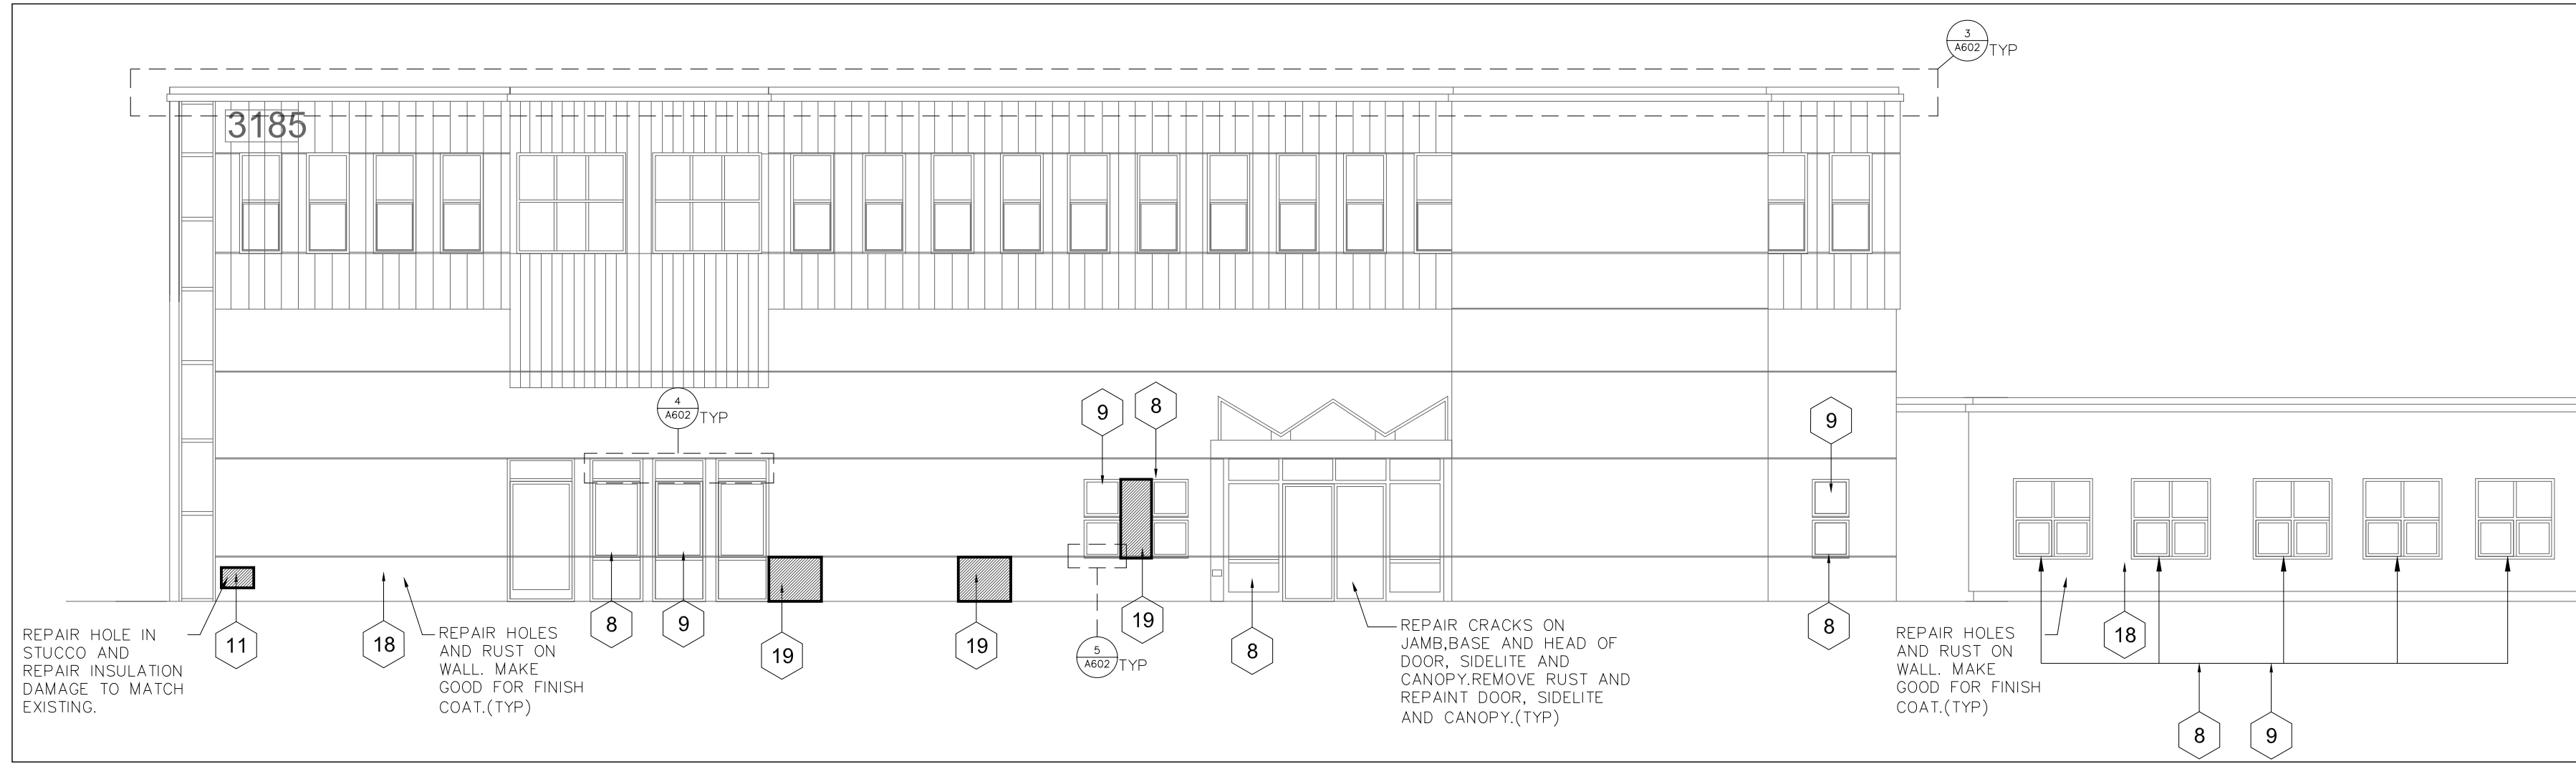 3
A602
TYP
3185
4
A602
TYP
9
8
9
REPAIR HOLE IN
STUCCO AND
REPAIR INSULATION
DAMAGE TO MATCH
EXISTING.
11
18
REPAIR HOLES
AND RUST ON
WALL. MAKE
GOOD FOR FINISH
COAT.(TYP)
8
9
19
19
5
A602
TYP
19
8
REPAIR CRACKS ON
JAMB,BASE AND HEAD OF
DOOR, SIDELITE AND
CANOPY.REMOVE RUST AND
REPAINT DOOR, SIDELITE
AND CANOPY.(TYP)
8
REPAIR HOLES
AND RUST ON
WALL. MAKE
GOOD FOR FINISH
COAT.(TYP)
18
8
9